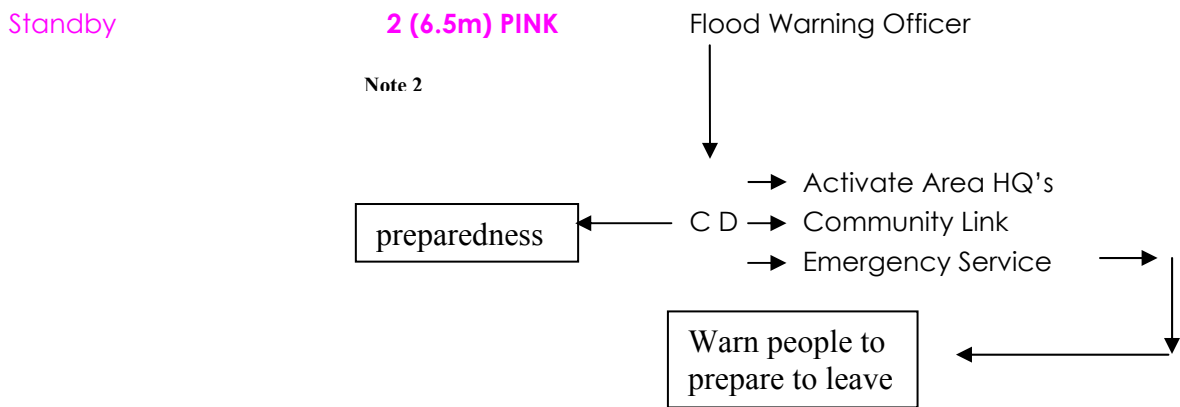 Standby 2 (6.5m) PINK Flood Warning Officer
Note 2
Activate Area HQ’s
preparedness C D Community Link
Emergency Service
Warn people to
prepare to leave